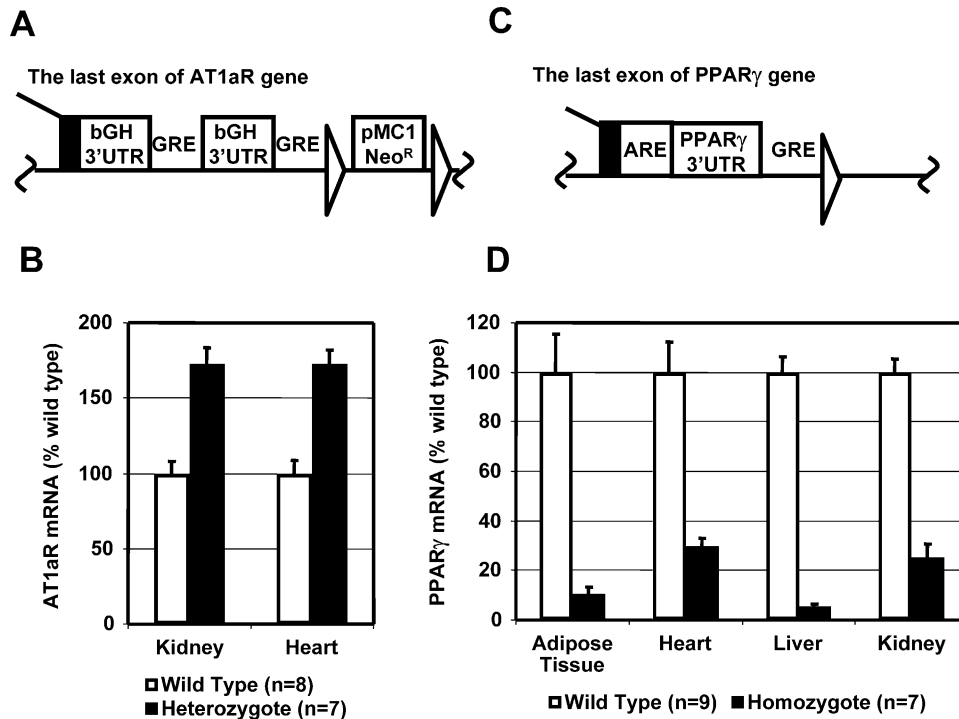 A
The last exon of AT1aR gene
bGH
3'UTR
GRE
bGH
3'UTR
GRE
pMC1
Neo^R
C
The last exon of PPARγ gene
ARE
PPARγ
3'UTR
GRE
B
AT1aR mRNA (% wild type)
200
150
100
50
0
Kidney
Heart
Wild Type (n=8)
Heterozygote (n=7)
D
PPARγ mRNA (% wild type)
120
100
80
60
40
20
0
Adipose
Tissue
Heart
Liver
Kidney
Wild Type (n=9)
Homozygote (n=7)